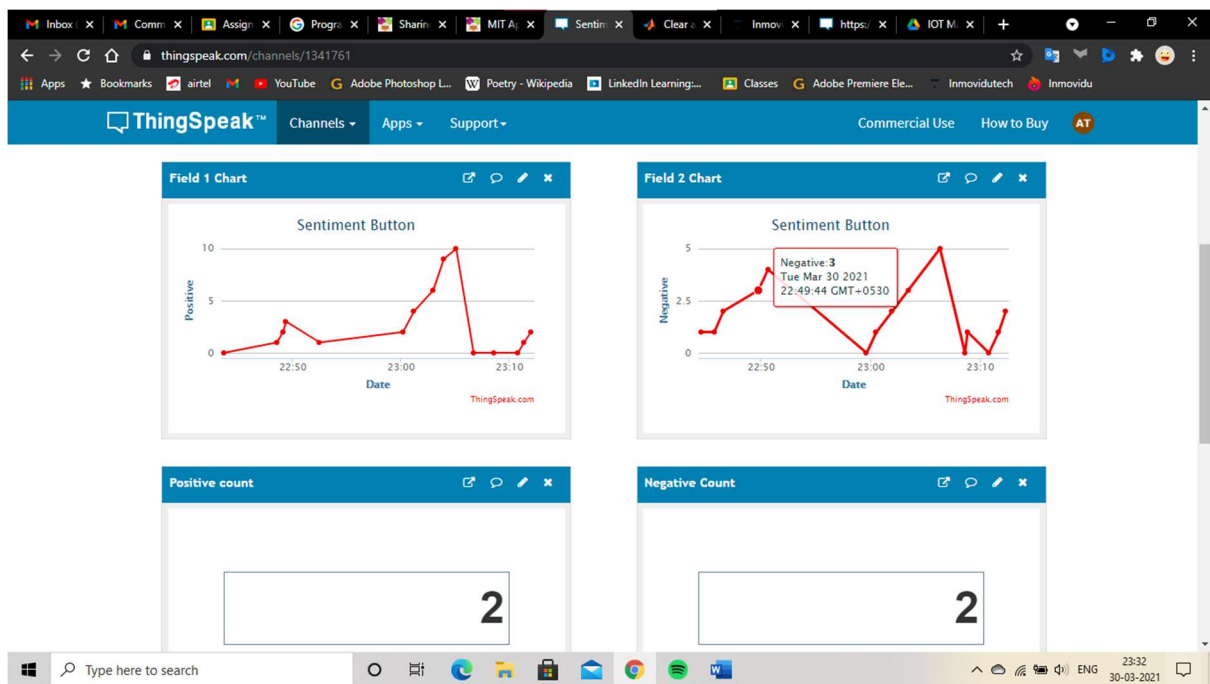 Inbox (
Comm
Assign
Progra
Sharin
MIT Ap
Sentim
Clear a
Inmovi
https:/
IOT M
thingspeak.com/channels/1341761
Apps Bookmarks airtel YouTube Adobe Photoshop L... Poetry - Wikipedia LinkedIn Learning:... Classes Adobe Premiere Ele... Inmovidutech Inmovidu
ThingSpeak™ Channels Apps Support Commercial Use How to Buy AT
Field 1 Chart
Sentiment Button
10
5
0
Positive
22:50 23:00 23:10
Date
ThingSpeak.com
Field 2 Chart
Sentiment Button
5
2.5
0
Negative
Negative:3
Tue Mar 30 2021
22:49:44 GMT+0530
22:50 23:00 23:10
Date
ThingSpeak.com
Positive count
2
Negative Count
2
Type here to search
ENG
23:32
30-03-2021